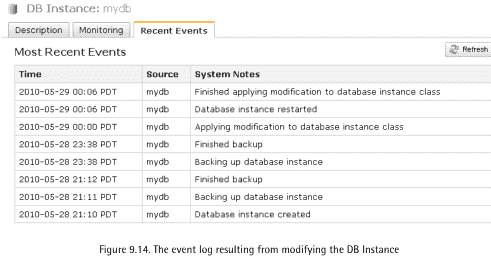 DB Instance: mydb
Description Monitoring Recent Events
Most Recent Events Refresh
Time Source System Notes
2010-05-29 00:06 PDT mydb Finished applying modification to database instance class
2010-05-29 00:06 PDT mydb Database instance restarted
2010-05-29 00:00 PDT mydb Applying modification to database instance class
2010-05-28 23:38 PDT mydb Finished backup
2010-05-28 23:38 PDT mydb Backing up database instance
2010-05-28 21:12 PDT mydb Finished backup
2010-05-28 21:11 PDT mydb Backing up database instance
2010-05-28 21:10 PDT mydb Database instance created
Figure 9.14. The event log resulting from modifying the DB Instance